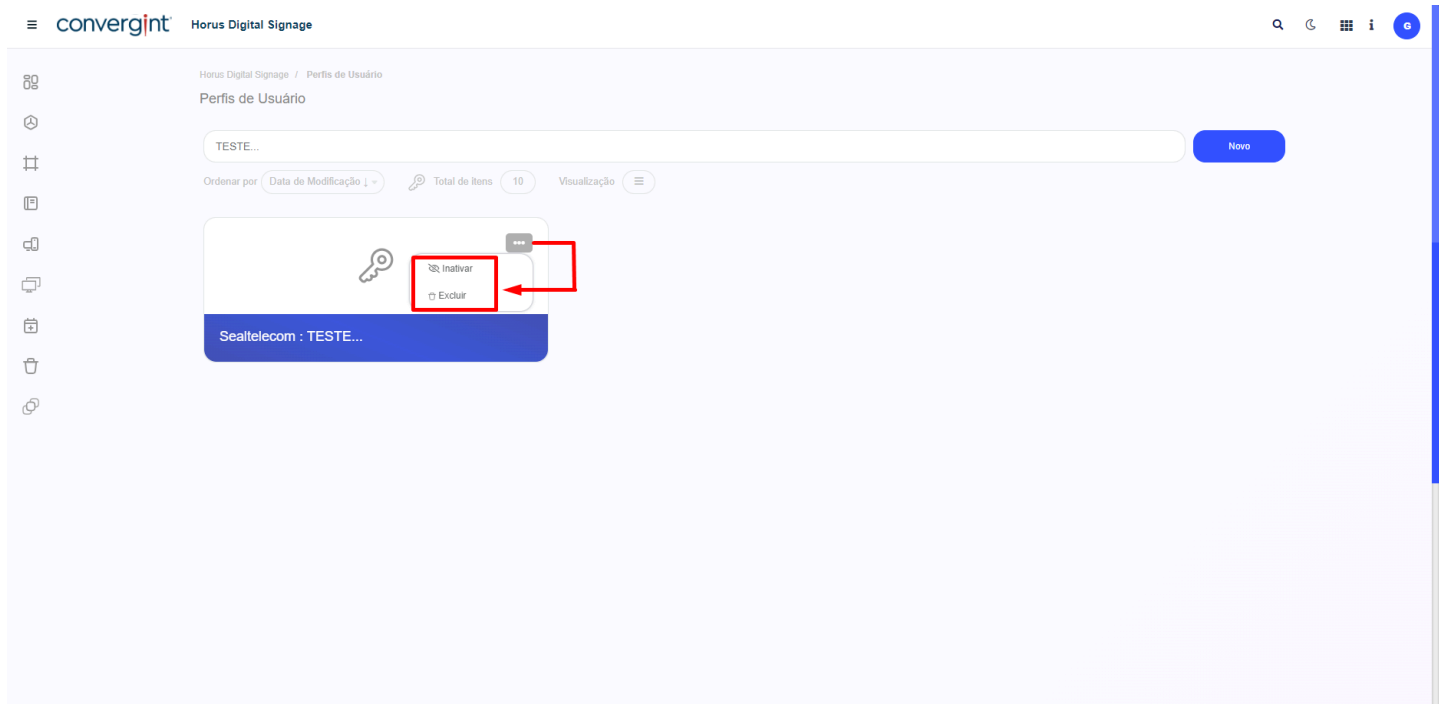 convergint Horus Digital Signage
G
Horus Digital Signage / Perfis de Usuário
Perfis de Usuário
TESTE...
Novo
Ordenar por Data de Modificação ↓ Total de itens 10 Visualização
Inativar
Excluir
Sealtelecom : TESTE...